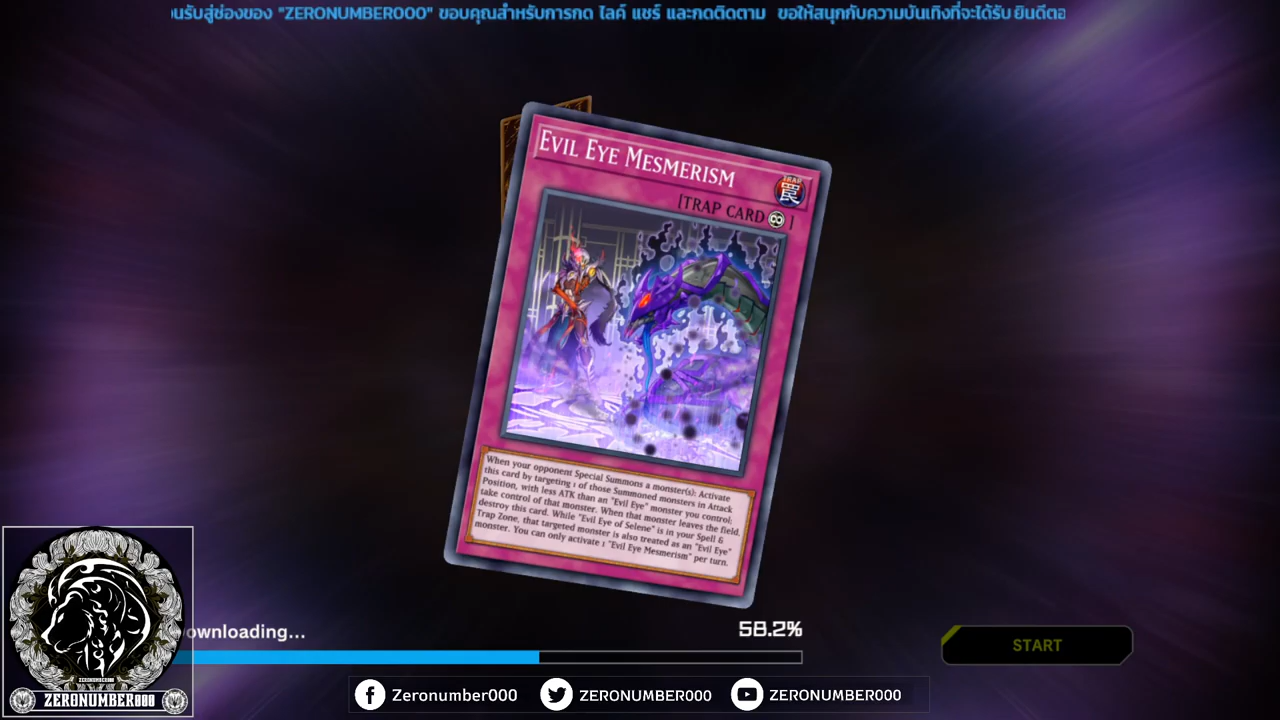 นรับสู่ช่องของ "ZERONUMBER000" ขอบคุณสำหรับการกด ไลค์ แชร์ และกดติดตาม ขอให้สนุกกับความบันเทิงที่จะได้รับ ยินดีตอ
EVIL EYE MESMERISM
TRAP
罠
[TRAP CARD ]
When your opponent Special Summons a monster(s): Activate
this card by targeting 1 of those Summoned monsters in Attack
Position, with less ATK than an "Evil Eye" monster you control;
take control of that monster. When that monster leaves the field,
destroy this card. While "Evil Eye of Selene" is in your Spell &
Trap Zone, that targeted monster is also treated as an "Evil Eye"
monster. You can only activate 1 "Evil Eye Mesmerism" per turn.
ownloading...
58.2%
START
ZERONUMBER000
ZERONUMBER000
Zeronumber000
ZERONUMBER000
ZERONUMBER000